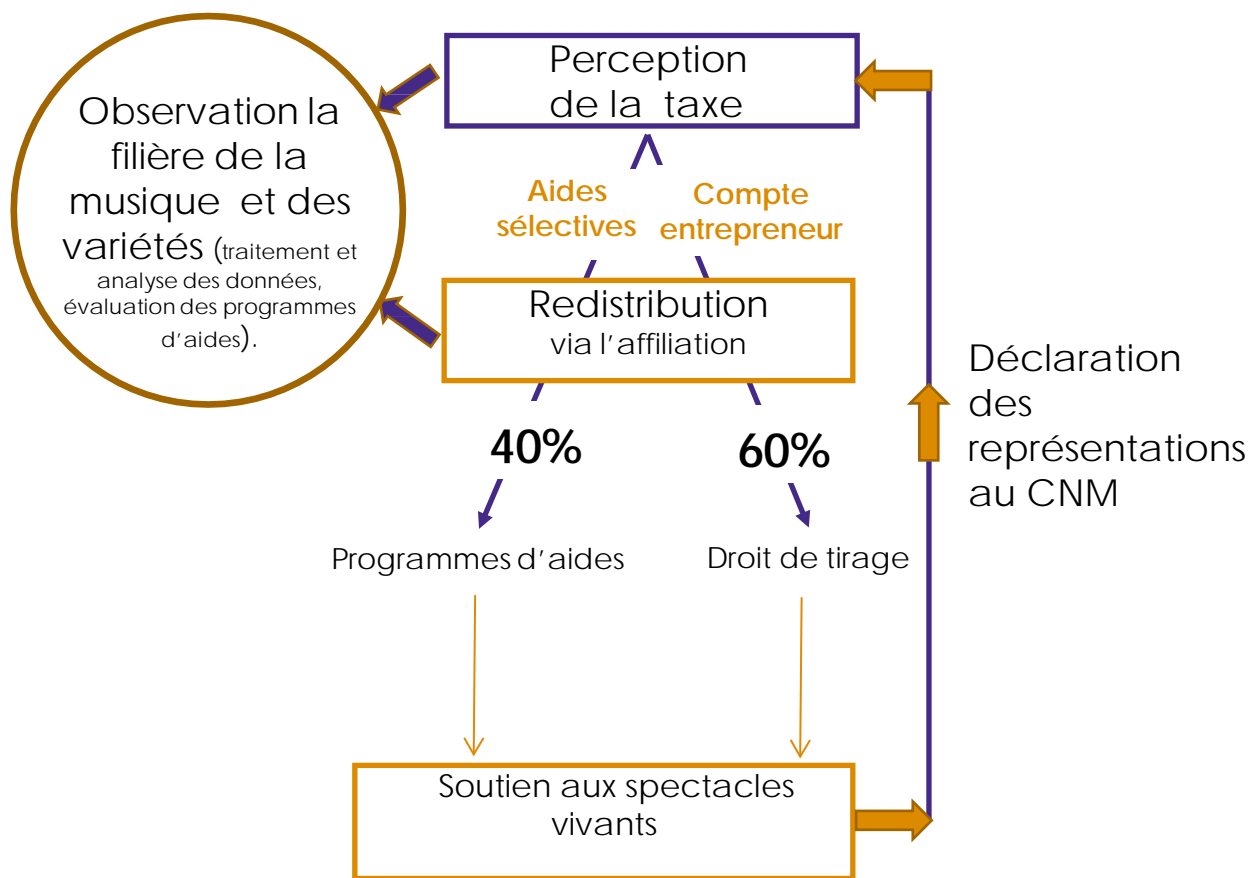 Perception
de la taxe
Observation la
filière de la
musique et des
variétés (traitement et
analyse des données,
évaluation des programmes
d'aides).
Aides
sélectives
Compte
entrepreneur
Redistribution
via l'affiliation
40%
60%
Programmes d'aides
Droit de tirage
Soutien aux spectacles
vivants
Déclaration
des
représentations
au CNM